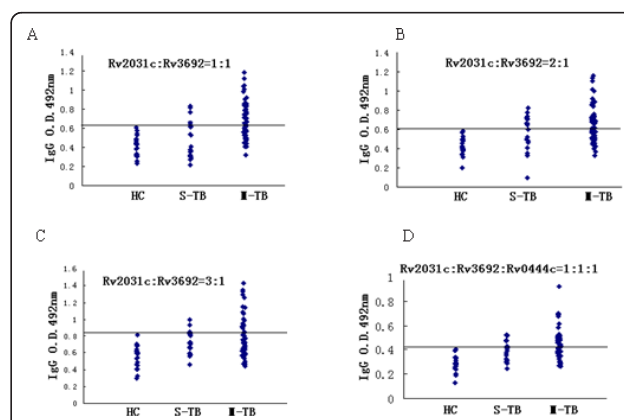 A
Rv2031c:Rv3692=1:1
IgG O.D.492nm
1.4
1.2
1
0.8
0.6
0.4
0.2
0
HC S-TB M-TB
B
Rv2031c:Rv3692=2:1
IgG O.D.492nm
1.4
1.2
1
0.8
0.6
0.4
0.2
0
HC S-TB M-TB
C
Rv2031c:Rv3692=3:1
IgG O.D.492nm
1.6
1.4
1.2
1
0.8
0.6
0.4
0.2
0
HC S-TB M-TB
D
Rv2031c:Rv3692:Rv0444c=1:1:1
IgG O.D.492nm
1
0.8
0.6
0.4
0.2
0
HC S-TB M-TB